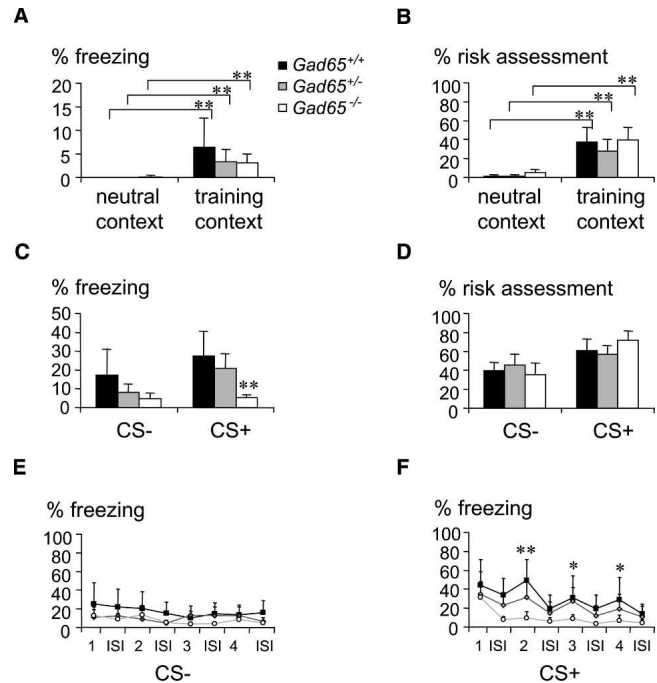 A
% freezing
20
15
10
5
0
**
**
**
neutral
context
training
context
Gad65+/+
Gad65+/-
Gad65-/-
B
% risk assessment
100
80
60
40
20
0
**
**
**
neutral
context
training
context
C
% freezing
50
40
30
20
10
0
**
CS-
CS+
D
% risk assessment
100
80
60
40
20
0
CS-
CS+
E
% freezing
100
80
60
40
20
0
1 ISI 2 ISI 3 ISI 4 ISI
CS-
F
% freezing
100
80
60
40
20
0
** * *
1 ISI 2 ISI 3 ISI 4 ISI
CS+